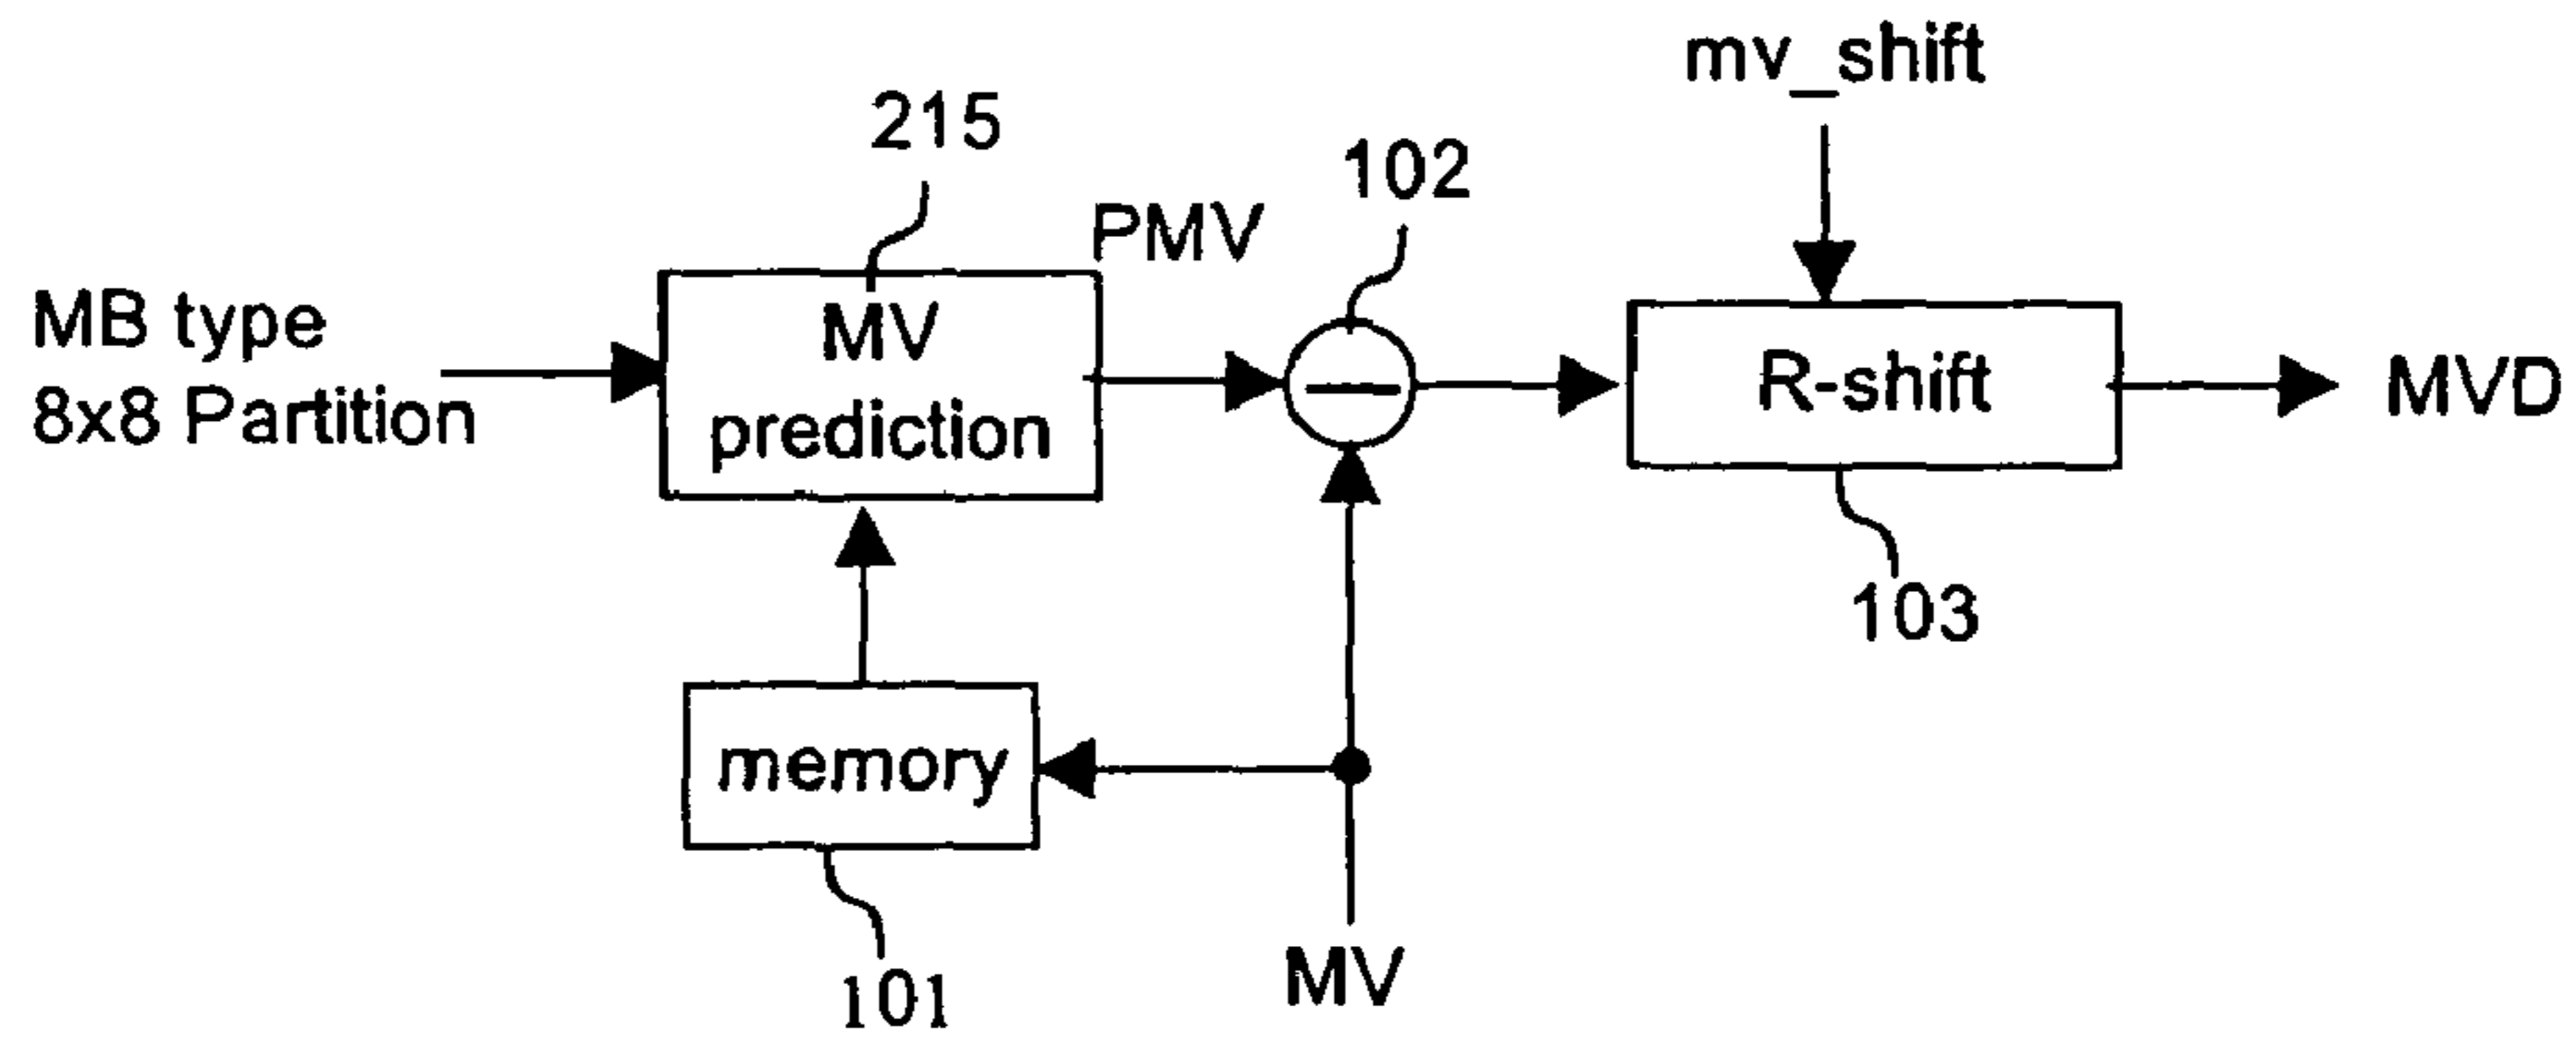 mv_shift
215
102
PMV
MB type
8x8 Partition
MV
prediction
R-shift
MVD
103
memory
101
MV